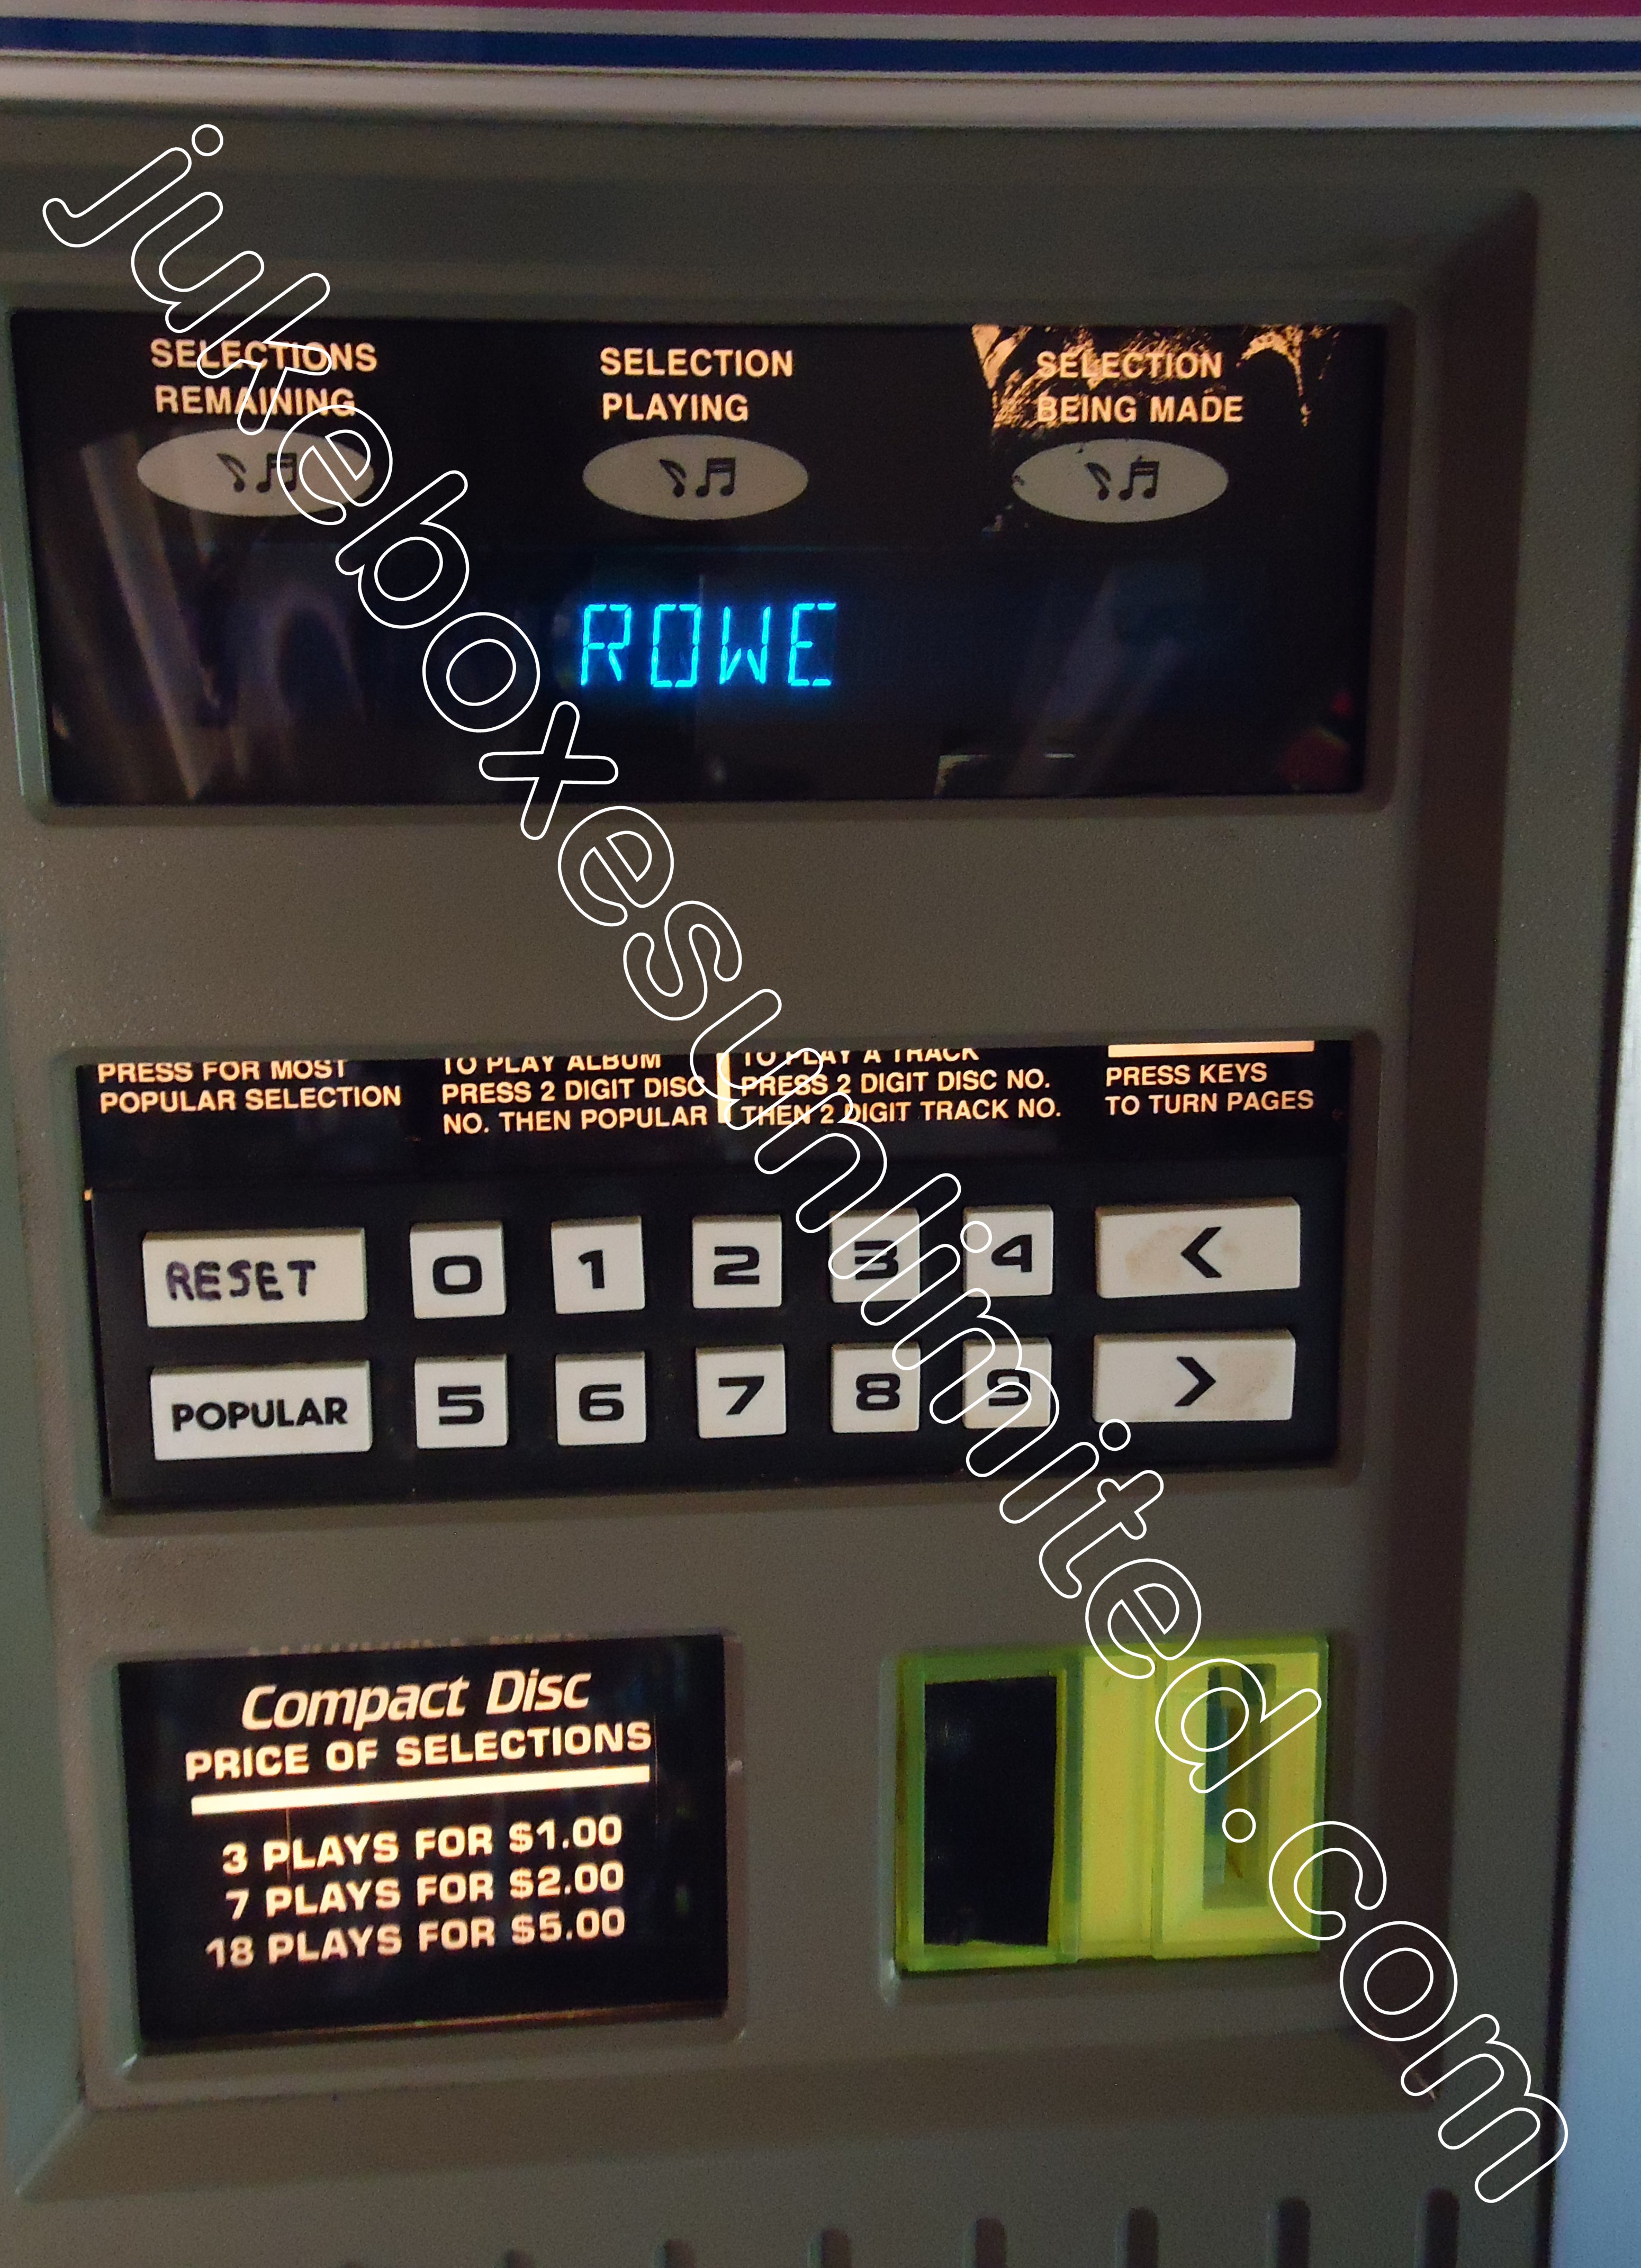 SELECTIONS
REMAINING
SELECTION
PLAYING
SELECTION
BEING MADE
ROWE
PRESS FOR MOST
POPULAR SELECTION
TO PLAY ALBUM
PRESS 2 DIGIT DISC
NO. THEN POPULAR
TO PLAY A TRACK
PRESS 2 DIGIT DISC NO.
THEN 2 DIGIT TRACK NO.
PRESS KEYS
TO TURN PAGES
RESET 0 1 2 3 4 <
POPULAR 5 6 7 8 9 >
Compact Disc
PRICE OF SELECTIONS
3 PLAYS FOR $1.00
7 PLAYS FOR $2.00
18 PLAYS FOR $5.00
jukeboxesunlimited.com